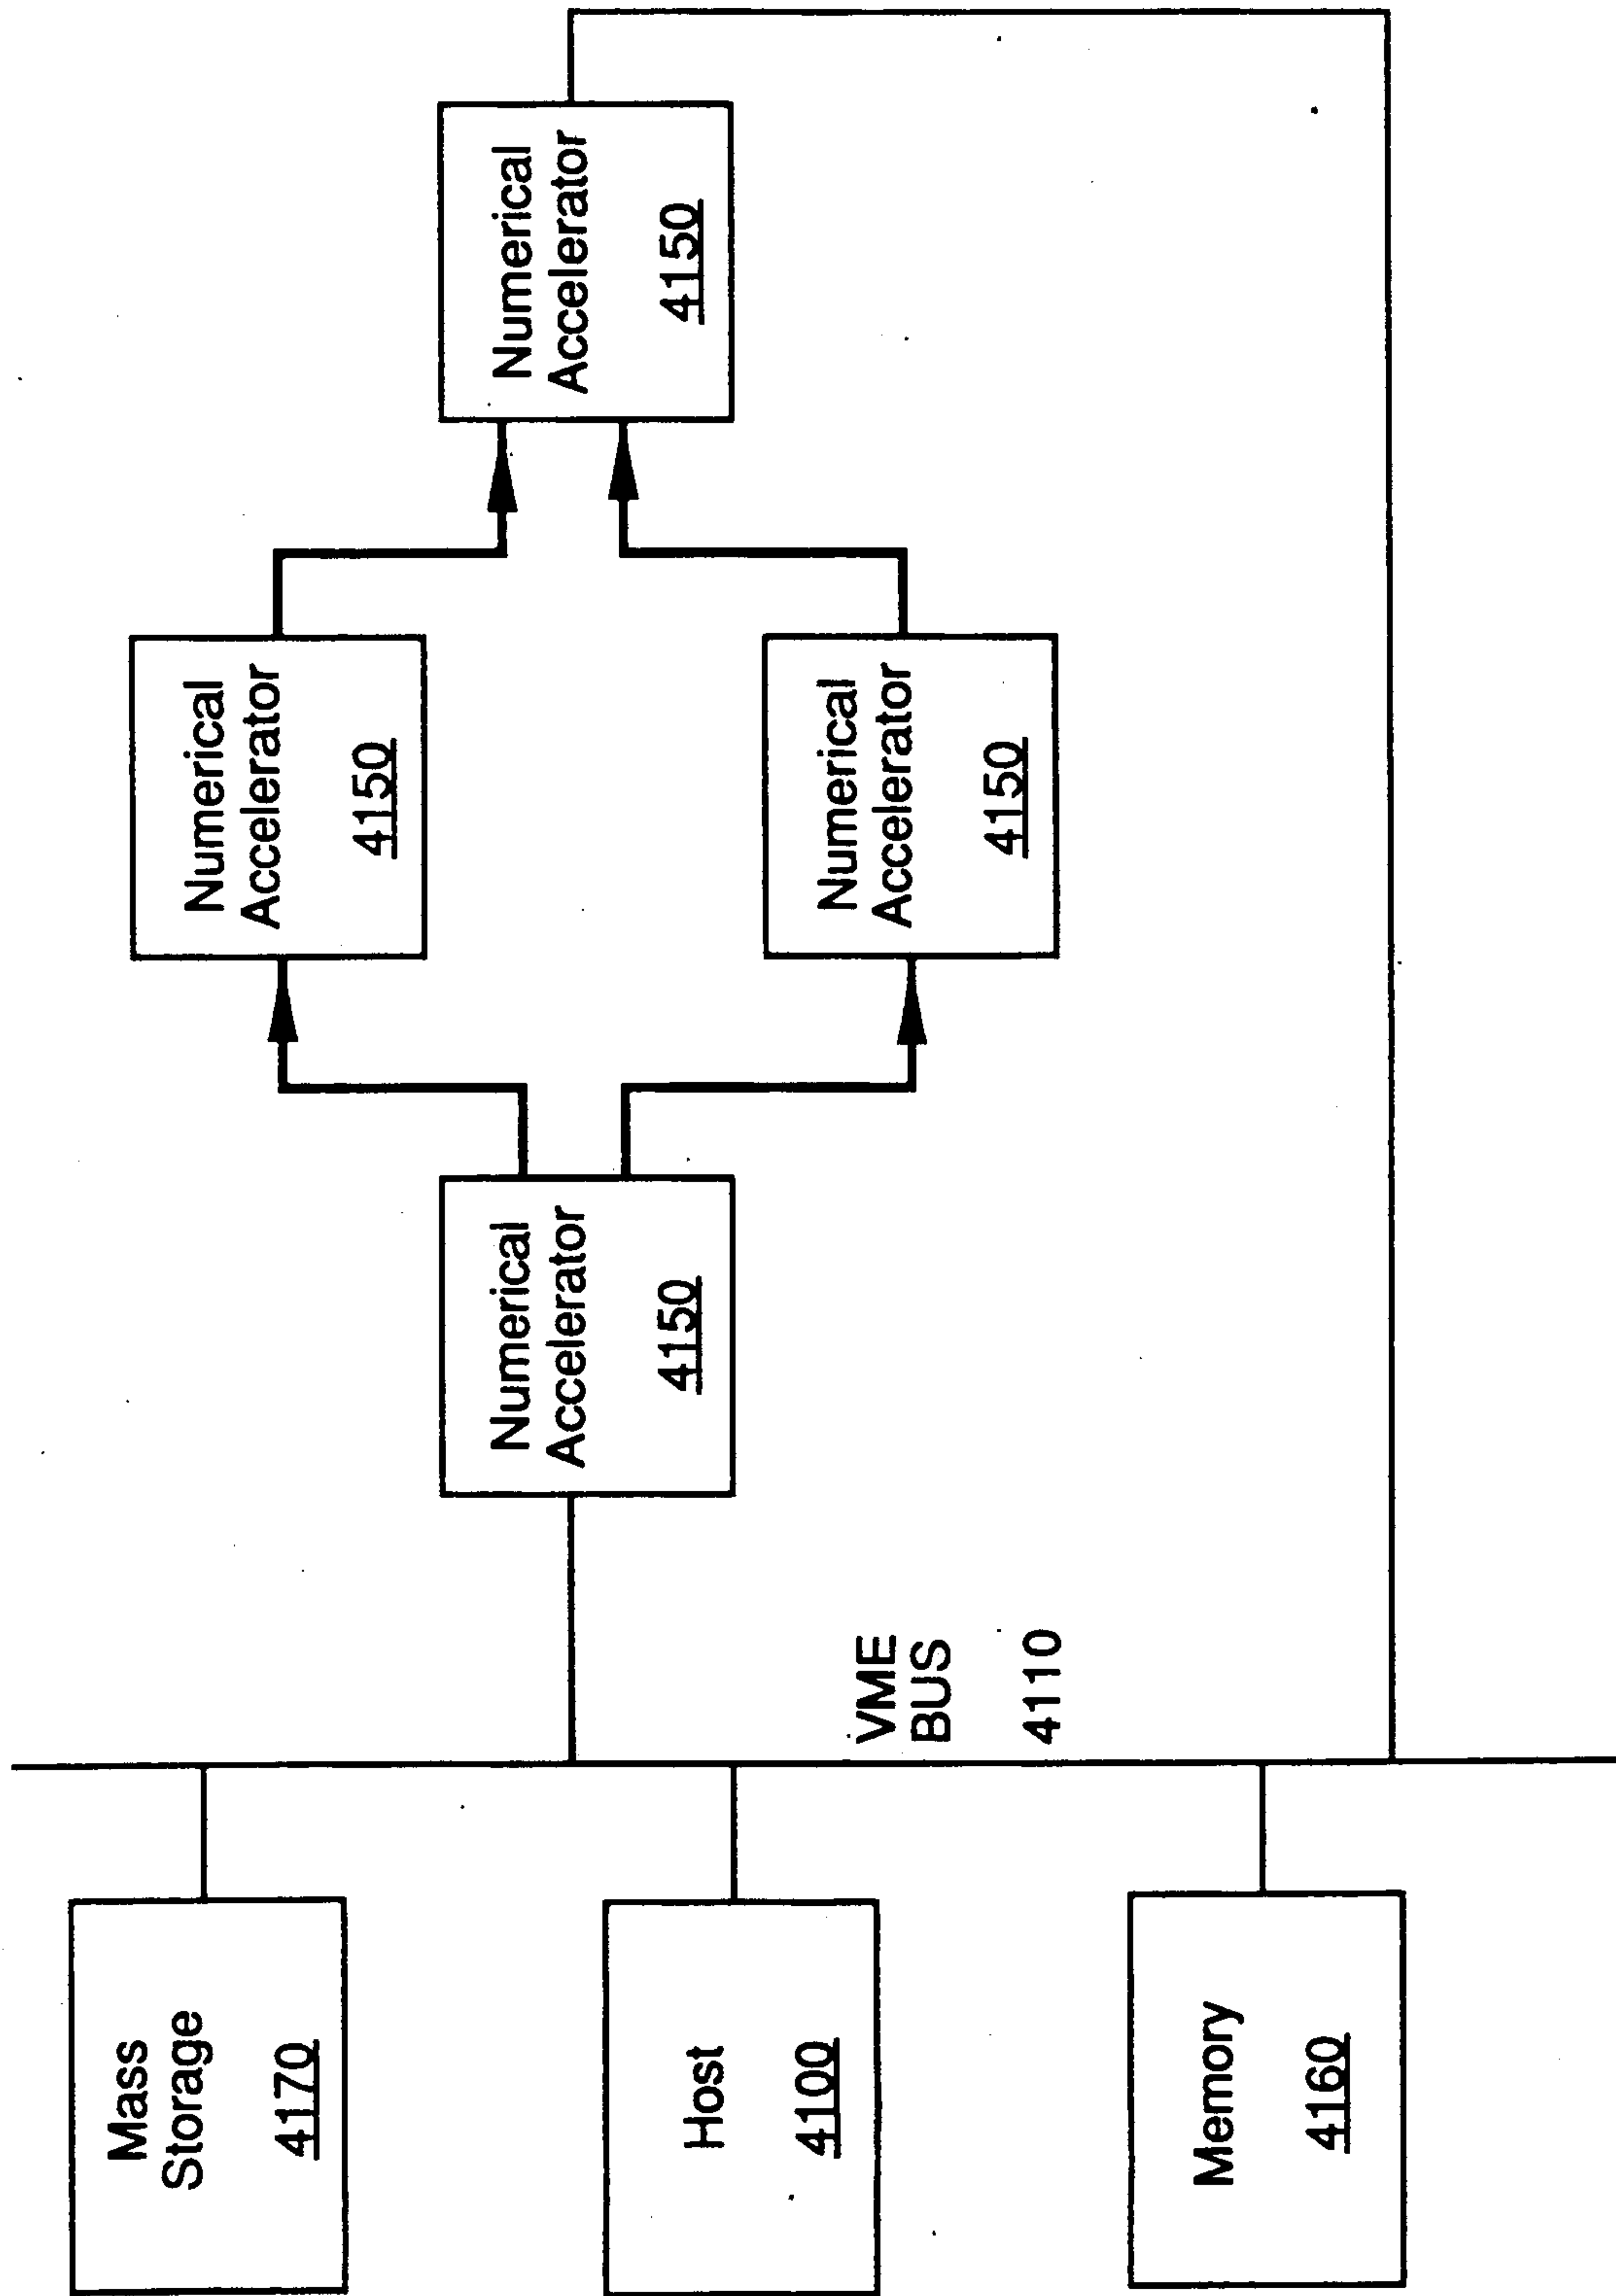 Mass
Storage
4170
Host
4100
Memory
4160
VME
BUS
4110
Numerical
Accelerator
4150
Numerical
Accelerator
4150
Numerical
Accelerator
4150
Numerical
Accelerator
4150